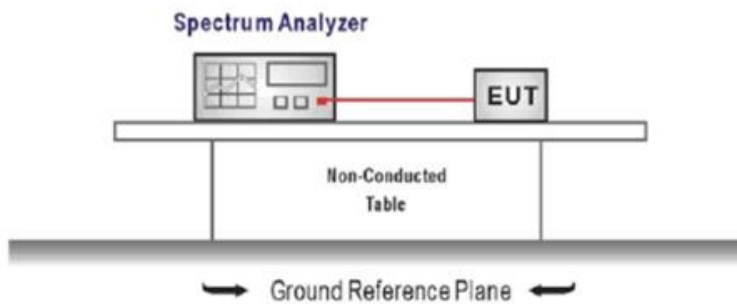 Spectrum Analyzer
EUT
Non-Conducted
Table
Ground Reference Plane